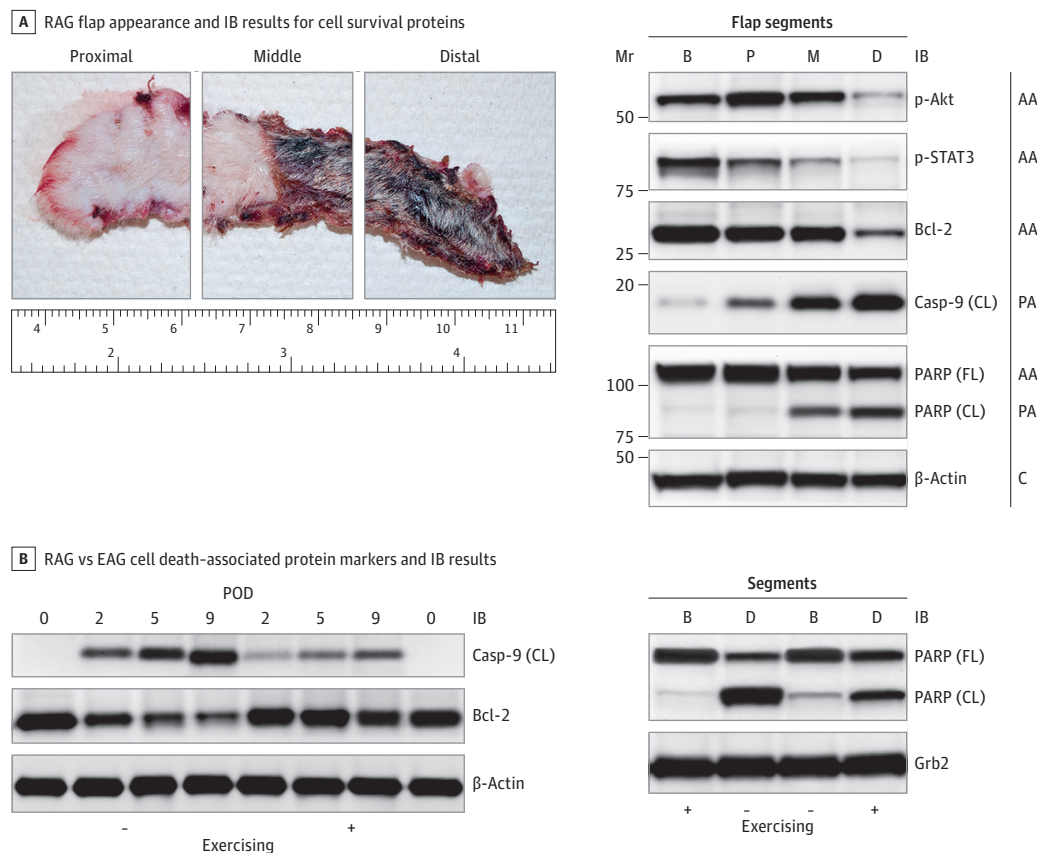 A RAG flap appearance and IB results for cell survival proteins
Proximal Middle Distal
4 5 6 7 8 9 10 11
2 3 4
Flap segments
Mr B P M D IB
p-Akt AA
50
p-STAT3 AA
75
Bcl-2 AA
25
20
Casp-9 (CL) PA
PARP (FL) AA
100
PARP (CL) PA
75
50
β-Actin C
B RAG vs EAG cell death-associated protein markers and IB results
POD
0 2 5 9 2 5 9 0 IB
Casp-9 (CL)
Bcl-2
β-Actin
- +
Exercising
Segments
B D B D IB
PARP (FL)
PARP (CL)
Grb2
+ - - +
Exercising